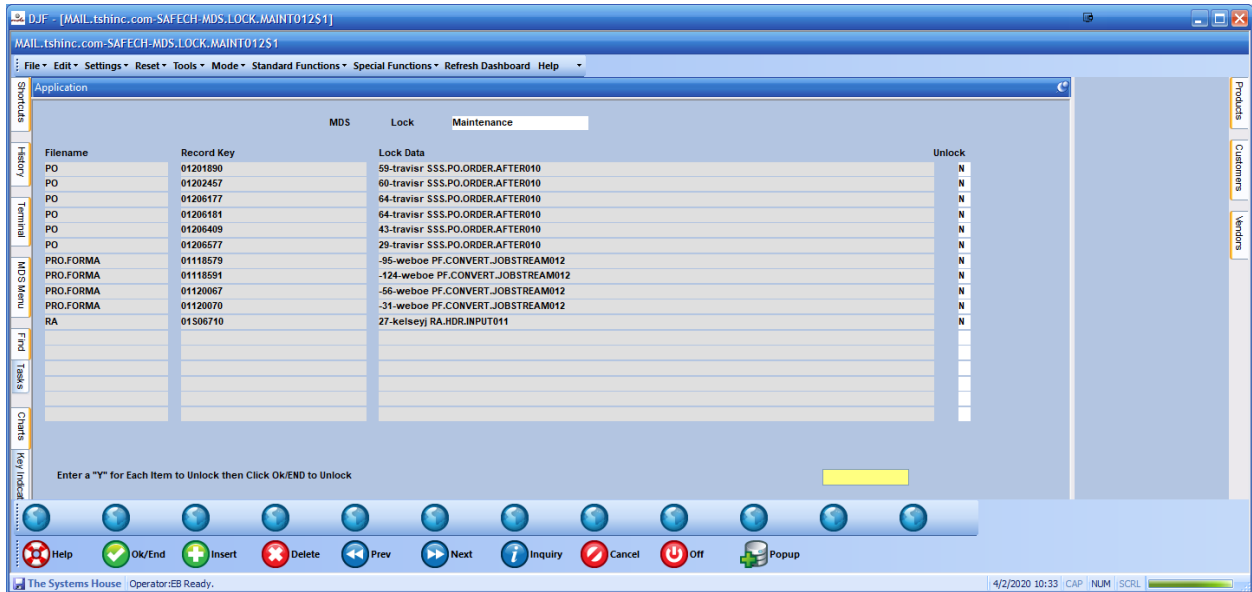 DJF - [MAIL.tshinc.com-SAFECH-MDS.LOCK.MAINT012$1]
MAIL.tshinc.com-SAFECH-MDS.LOCK.MAINT012$1
File Edit Settings Reset Tools Mode Standard Functions Special Functions Refresh Dashboard Help
Application
MDS Lock Maintenance
Filename Record Key Lock Data Unlock
PO 01201890 59-travisr SSS.PO.ORDER.AFTER010 N
PO 01202457 60-travisr SSS.PO.ORDER.AFTER010 N
PO 01206177 64-travisr SSS.PO.ORDER.AFTER010 N
PO 01206181 64-travisr SSS.PO.ORDER.AFTER010 N
PO 01206409 43-travisr SSS.PO.ORDER.AFTER010 N
PO 01206577 29-travisr SSS.PO.ORDER.AFTER010 N
PRO.FORMA 01118579 -95-weboe PF.CONVERT.JOBSTREAM012 N
PRO.FORMA 01118591 -124-weboe PF.CONVERT.JOBSTREAM012 N
PRO.FORMA 01120067 -56-weboe PF.CONVERT.JOBSTREAM012 N
PRO.FORMA 01120070 -31-weboe PF.CONVERT.JOBSTREAM012 N
RA 01S06710 27-kelseyj RA.HDR.INPUT011 N
Enter a "Y" for Each Item to Unlock then Click Ok/END to Unlock
Shortcuts
History
Terminal
MDS Menu
Find
Tasks
Charts
Key Indicat
Products
Customers
Vendors
Help Ok/End Insert Delete Prev Next Inquiry Cancel Off Popup
The Systems House Operator:EB Ready. 4/2/2020 10:33 CAP NUM SCRL